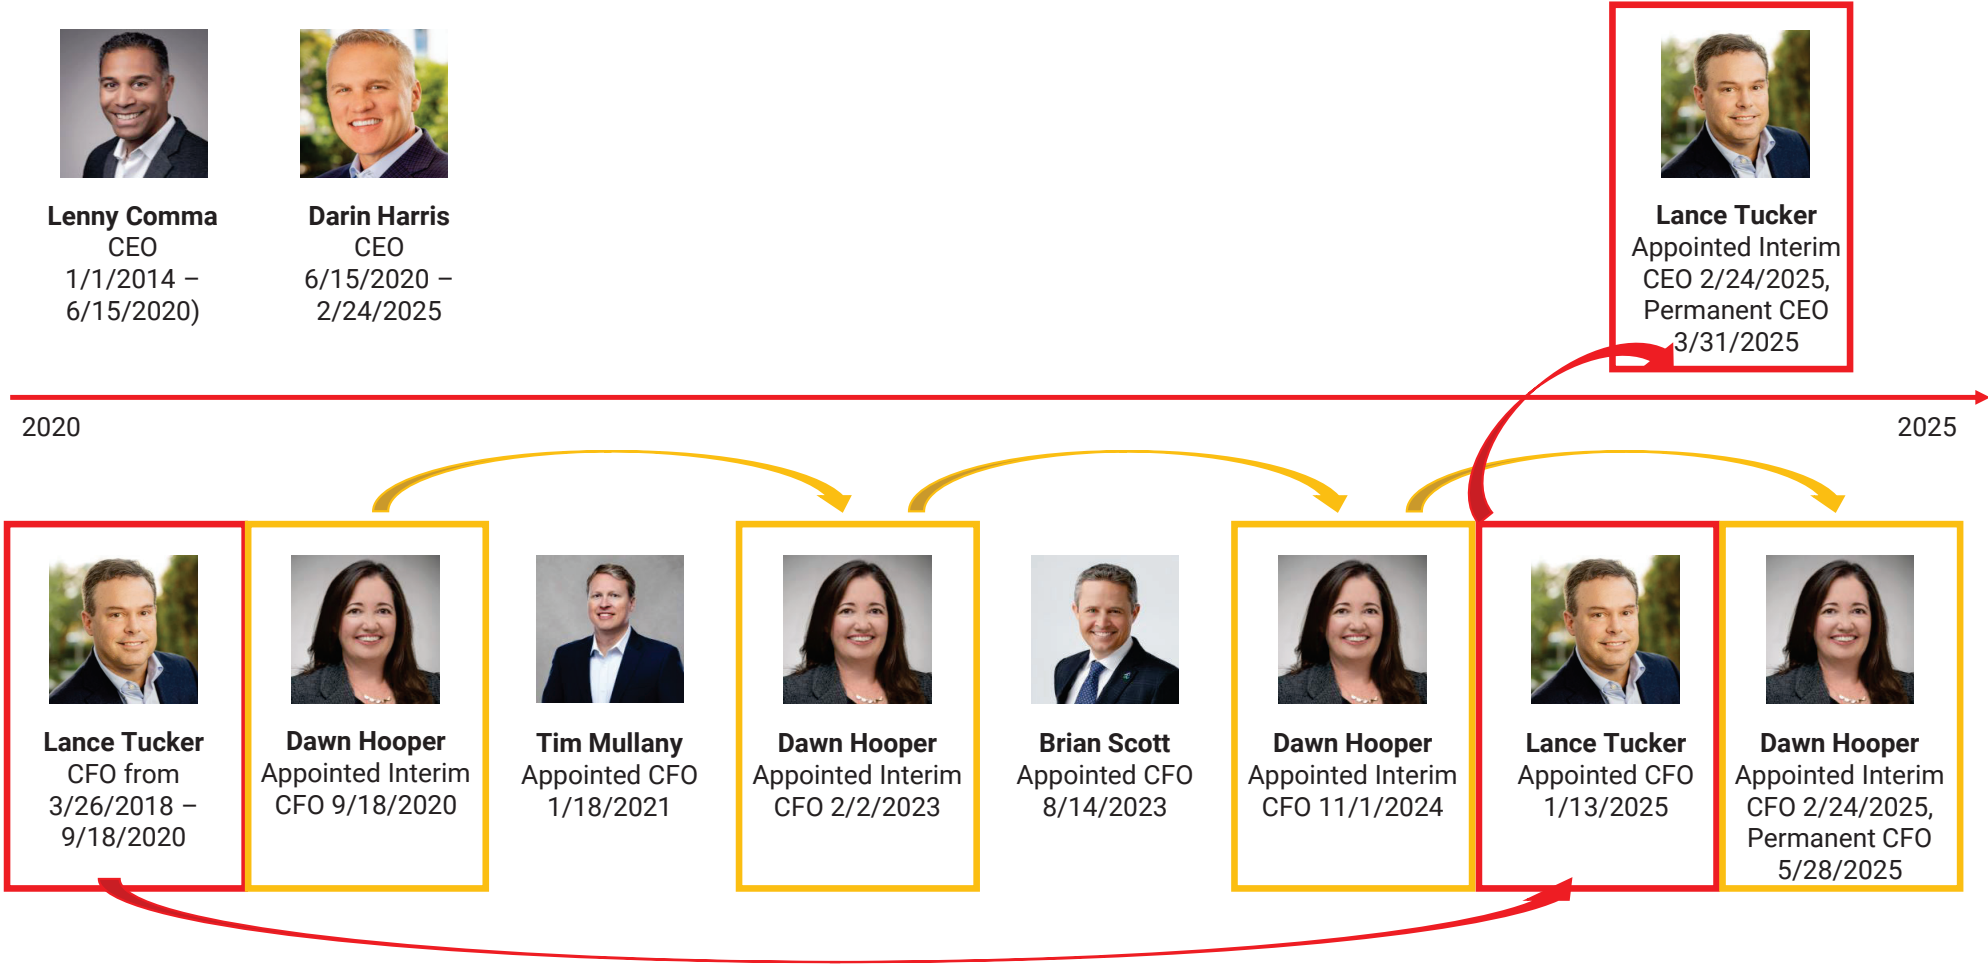 Lenny Comma
CEO
1/1/2014 –
6/15/2020)
Darin Harris
CEO
6/15/2020 –
2/24/2025
Lance Tucker
Appointed Interim
CEO 2/24/2025,
Permanent CEO
3/31/2025
2020
2025
Lance Tucker
CFO from
3/26/2018 –
9/18/2020
Dawn Hooper
Appointed Interim
CFO 9/18/2020
Tim Mullany
Appointed CFO
1/18/2021
Dawn Hooper
Appointed Interim
CFO 2/2/2023
Brian Scott
Appointed CFO
8/14/2023
Dawn Hooper
Appointed Interim
CFO 11/1/2024
Lance Tucker
Appointed CFO
1/13/2025
Dawn Hooper
Appointed Interim
CFO 2/24/2025,
Permanent CFO
5/28/2025